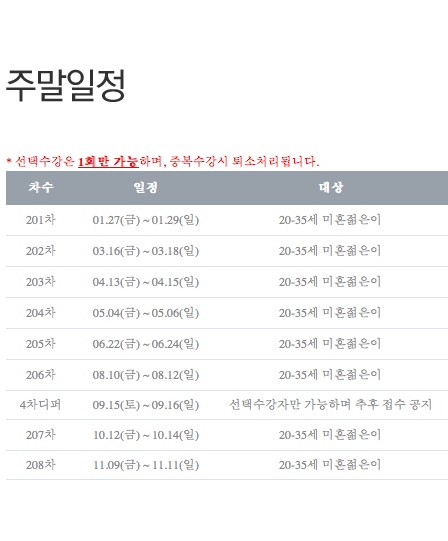 주말일정
* 선택수강은 1회만 가능하며, 중복수강시 퇴소처리됩니다.
차수 일정 대상
201차 01.27(금) ~ 01.29(일) 20-35세 미혼젊은이
202차 03.16(금) ~ 03.18(일) 20-35세 미혼젊은이
203차 04.13(금) ~ 04.15(일) 20-35세 미혼젊은이
204차 05.04(금) ~ 05.06(일) 20-35세 미혼젊은이
205차 06.22(금) ~ 06.24(일) 20-35세 미혼젊은이
206차 08.10(금) ~ 08.12(일) 20-35세 미혼젊은이
4차디퍼 09.15(토) ~ 09.16(일) 선택수강자만 가능하며 추후 접수 공지
207차 10.12(금) ~ 10.14(일) 20-35세 미혼젊은이
208차 11.09(금) ~ 11.11(일) 20-35세 미혼젊은이